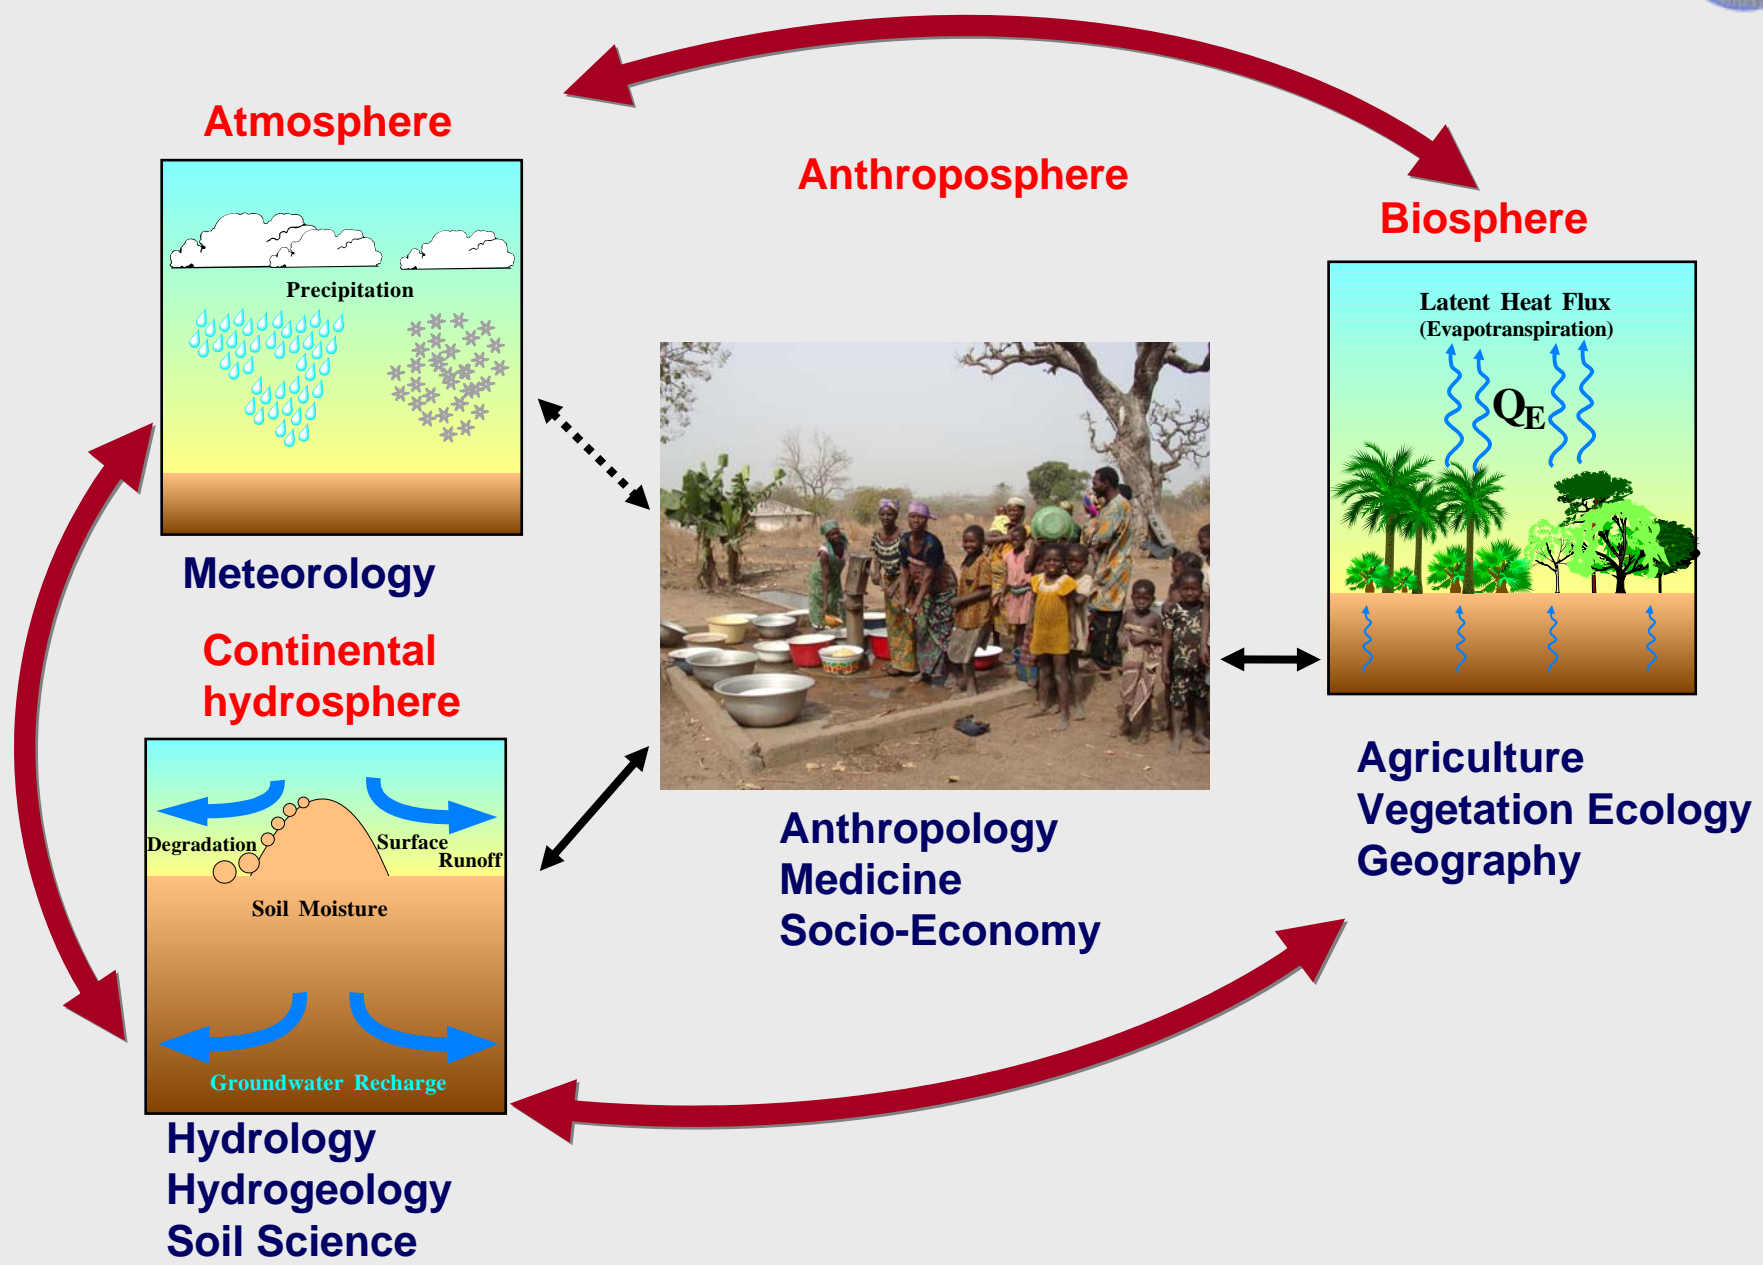 Atmosphere
Precipitation
Meteorology
Anthroposphere
Biosphere
Latent Heat Flux
(Evapotranspiration)
QE
Agriculture
Vegetation Ecology
Geography
Continental
hydrosphere
Degradation
Surface
Runoff
Soil Moisture
Groundwater Recharge
Hydrology
Hydrogeology
Soil Science
Anthropology
Medicine
Socio-Economy